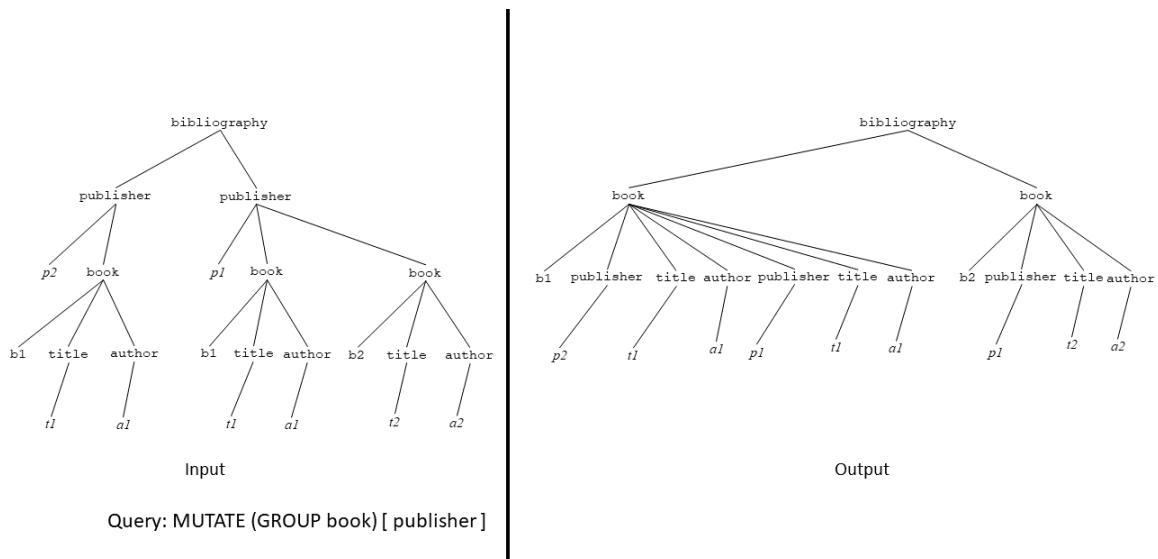 bibliography
publisher publisher
p2 book p1 book book
b1 title author b1 title author b2 title author
t1 a1 t1 a1 t2 a2
Input
Query: MUTATE (GROUP book) [ publisher ]
bibliography
book book
b1 publisher title author publisher title author b2 publisher title author
p2 t1 a1 p1 t1 a1 p1 t2 a2
Output